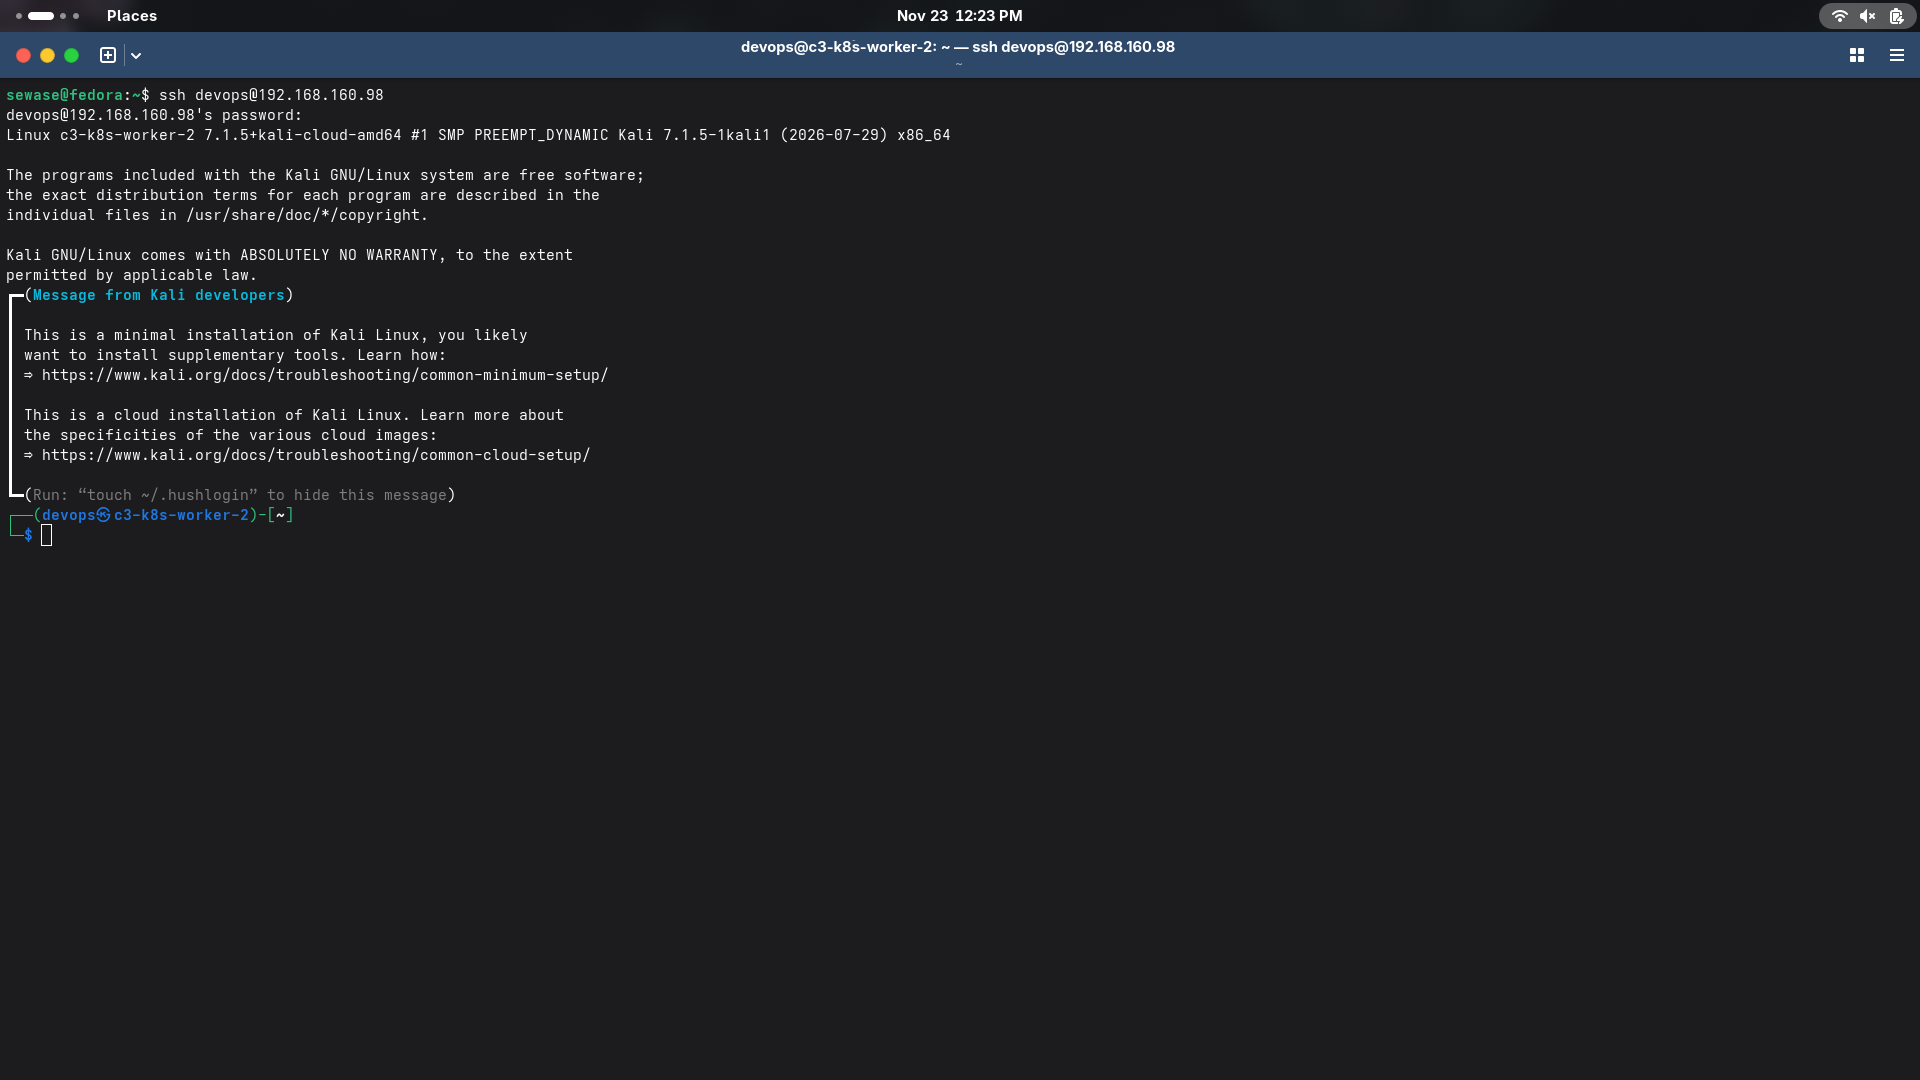 Places
Nov 23 12:23 PM
devops@c3-k8s-worker-2: ~ — ssh devops@192.168.160.98
~
sewase@fedora:~$ ssh devops@192.168.160.98
devops@192.168.160.98's password:
Linux c3-k8s-worker-2 7.1.5+kali-cloud-amd64 #1 SMP PREEMPT_DYNAMIC Kali 7.1.5-1kali1 (2026-07-29) x86_64
The programs included with the Kali GNU/Linux system are free software;
the exact distribution terms for each program are described in the
individual files in /usr/share/doc/*/copyright.
Kali GNU/Linux comes with ABSOLUTELY NO WARRANTY, to the extent
permitted by applicable law.
┏━(Message from Kali developers)
This is a minimal installation of Kali Linux, you likely
want to install supplementary tools. Learn how:
⇒ https://www.kali.org/docs/troubleshooting/common-minimum-setup/
This is a cloud installation of Kali Linux. Learn more about
the specificities of the various cloud images:
⇒ https://www.kali.org/docs/troubleshooting/common-cloud-setup/
┗━(Run: “touch ~/.hushlogin” to hide this message)
┌──(devops㉿c3-k8s-worker-2)-[~]
└─$